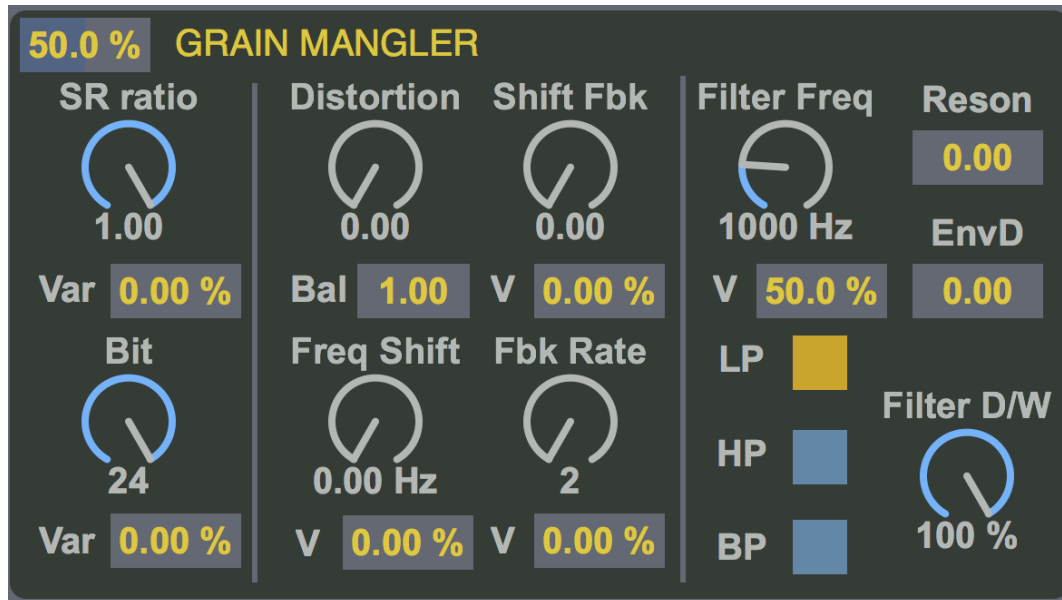 50.0 % GRAIN MANGLER
SR ratio Distortion Shift Fbk Filter Freq Reson
0.00
1.00 0.00 0.00 1000 Hz
EnvD
Var 0.00 % Bal 1.00 V 0.00 % V 50.0 % 0.00
Bit Freq Shift Fbk Rate LP
Filter D/W
HP
24 0.00 Hz 2
Var 0.00 % V 0.00 % V 0.00 % BP 100 %